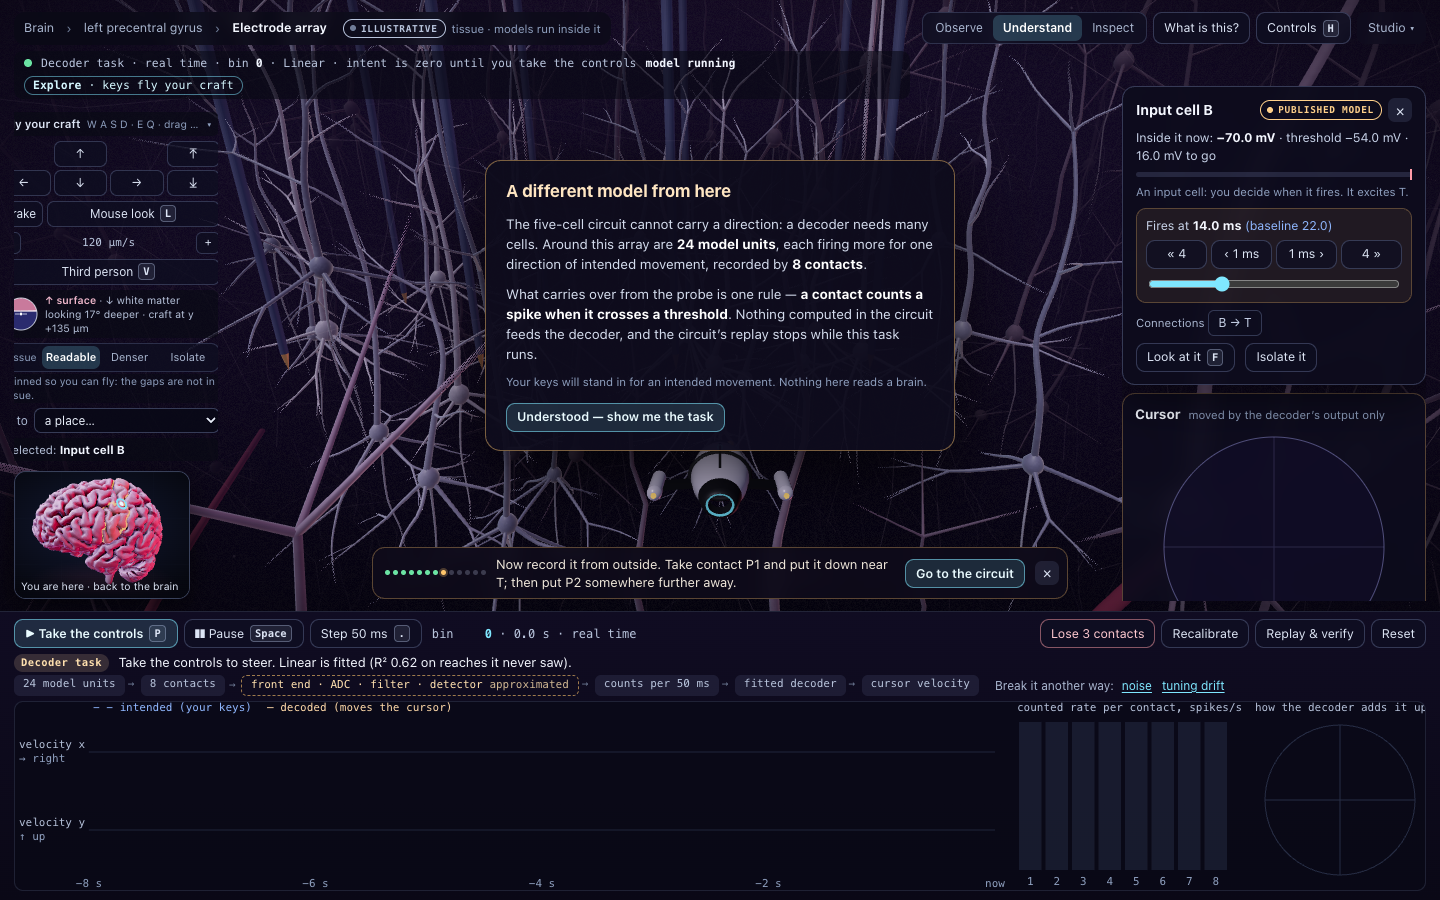 Brain › left precentral gyrus › Electrode array ILLUSTRATIVE tissue · models run inside it
Observe Understand Inspect What is this? Controls H Studio
Decoder task · real time · bin 0 · Linear · intent is zero until you take the controls model running
Explore · keys fly your craft
y your craft W A S D · E Q · drag ...
↑ ⤒
← ↓ → ⤓
rake Mouse look L
120 µm/s +
Third person V
↑ surface · ↓ white matter
looking 17° deeper · craft at y
+135 µm
ssue Readable Denser Isolate
inned so you can fly: the gaps are not in
sue.
to a place...
elected: Input cell B
You are here · back to the brain
A different model from here
The five-cell circuit cannot carry a direction: a decoder needs many
cells. Around this array are 24 model units, each firing more for one
direction of intended movement, recorded by 8 contacts.
What carries over from the probe is one rule — a contact counts a
spike when it crosses a threshold. Nothing computed in the circuit
feeds the decoder, and the circuit's replay stops while this task
runs.
Your keys will stand in for an intended movement. Nothing here reads a brain.
Understood — show me the task
Now record it from outside. Take contact P1 and put it down near
T; then put P2 somewhere further away.
Go to the circuit ×
Input cell B PUBLISHED MODEL ×
Inside it now: −70.0 mV · threshold −54.0 mV ·
16.0 mV to go
An input cell: you decide when it fires. It excites T.
Fires at 14.0 ms (baseline 22.0)
« 4 ‹ 1 ms 1 ms › 4 »
Connections B → T
Look at it F Isolate it
Cursor moved by the decoder's output only
Take the controls P Pause Space Step 50 ms . bin 0 · 0.0 s · real time
Lose 3 contacts Recalibrate Replay & verify Reset
Decoder task Take the controls to steer. Linear is fitted (R² 0.62 on reaches it never saw).
24 model units → 8 contacts → front end · ADC · filter · detector approximated → counts per 50 ms → fitted decoder → cursor velocity Break it another way: noise tuning drift
– – intended (your keys) — decoded (moves the cursor)
counted rate per contact, spikes/s how the decoder adds it up
velocity x
→ right
velocity y
↑ up
−8 s −6 s −4 s −2 s now
1 2 3 4 5 6 7 8